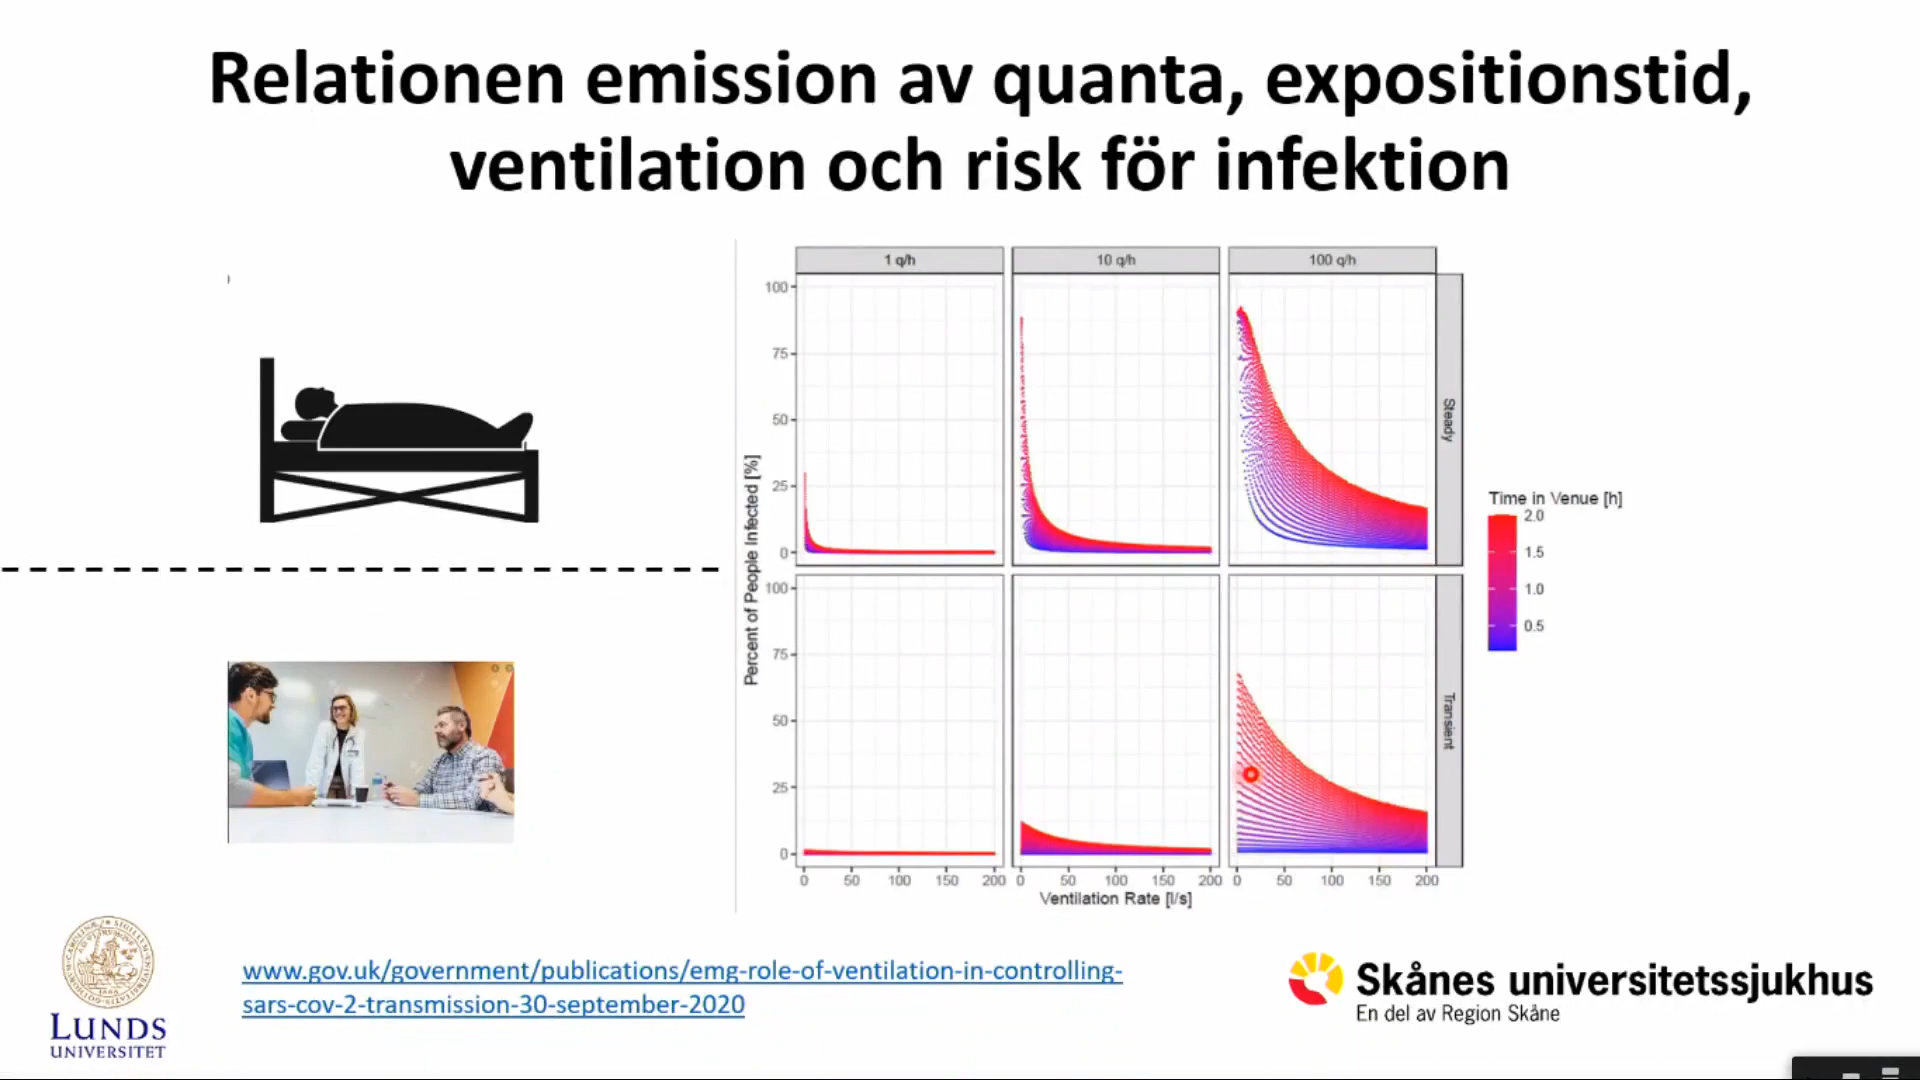 Relationen emission av quanta, expositionstid,
ventilation och risk för infektion
1 q/h
10 q/h
100 q/h
Percent of People Infected [%]
100
75
50
25
0
Steady
100
75
50
25
0
Transient
0 50 100 150 200
0 50 100 150 200
0 50 100 150 200
Ventilation Rate [l/s]
Time in Venue [h]
2.0
1.5
1.0
0.5
LUNDS
UNIVERSITET
www.gov.uk/government/publications/emg-role-of-ventilation-in-controlling-
sars-cov-2-transmission-30-september-2020
Skånes universitetssjukhus
En del av Region Skåne